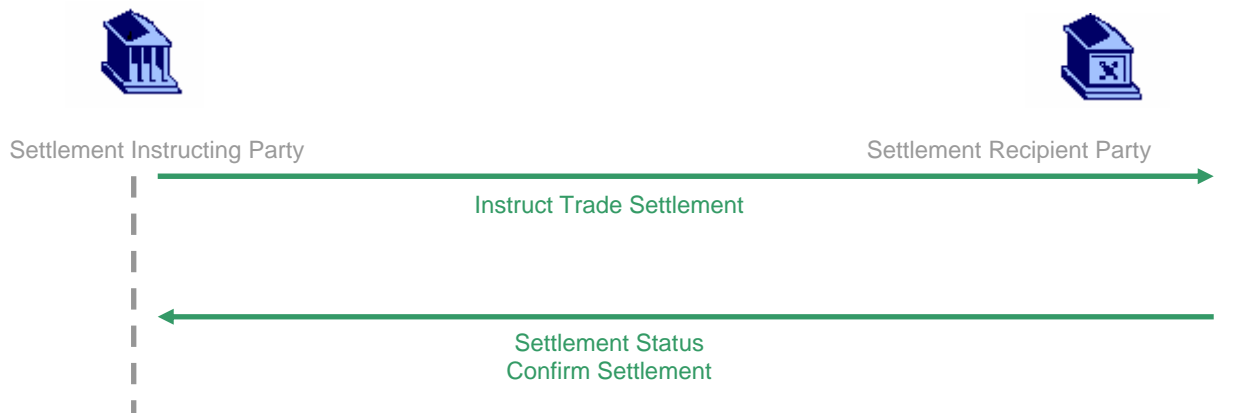 Settlement Instructing Party
Settlement Recipient Party
Instruct Trade Settlement
Settlement Status
Confirm Settlement